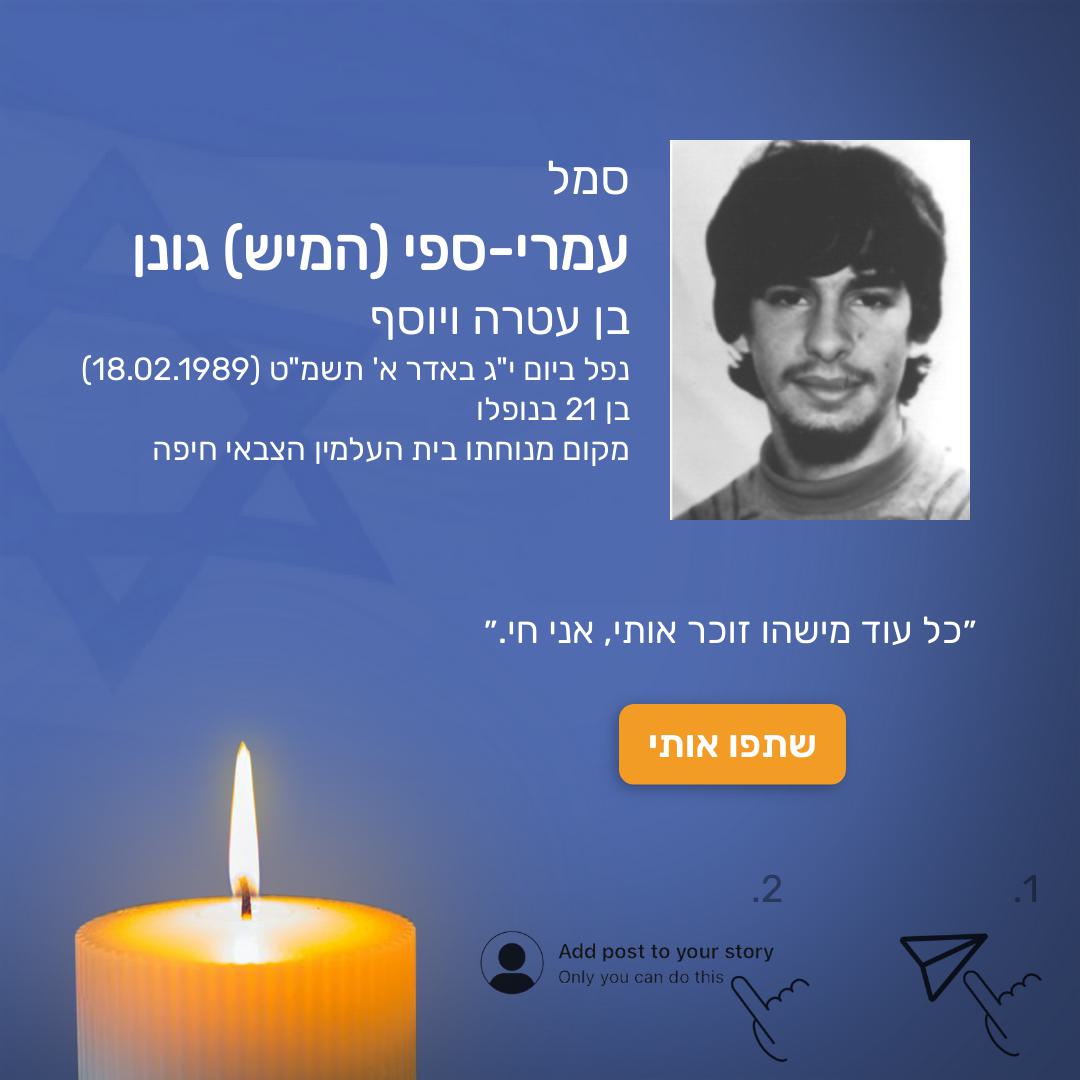 סמל
עמרי-ספי (המיש) גונן
בן עטרה ויוסף
נפל ביום י"ג באדר א' תשמ"ט (18.02.1989)
בן 21 בנופלו
מקום מנוחתו בית העלמין הצבאי חיפה
״כל עוד מישהו זוכר אותי, אני חי.״
שתפו אותי
.1
.2
Add post to your story
Only you can do this